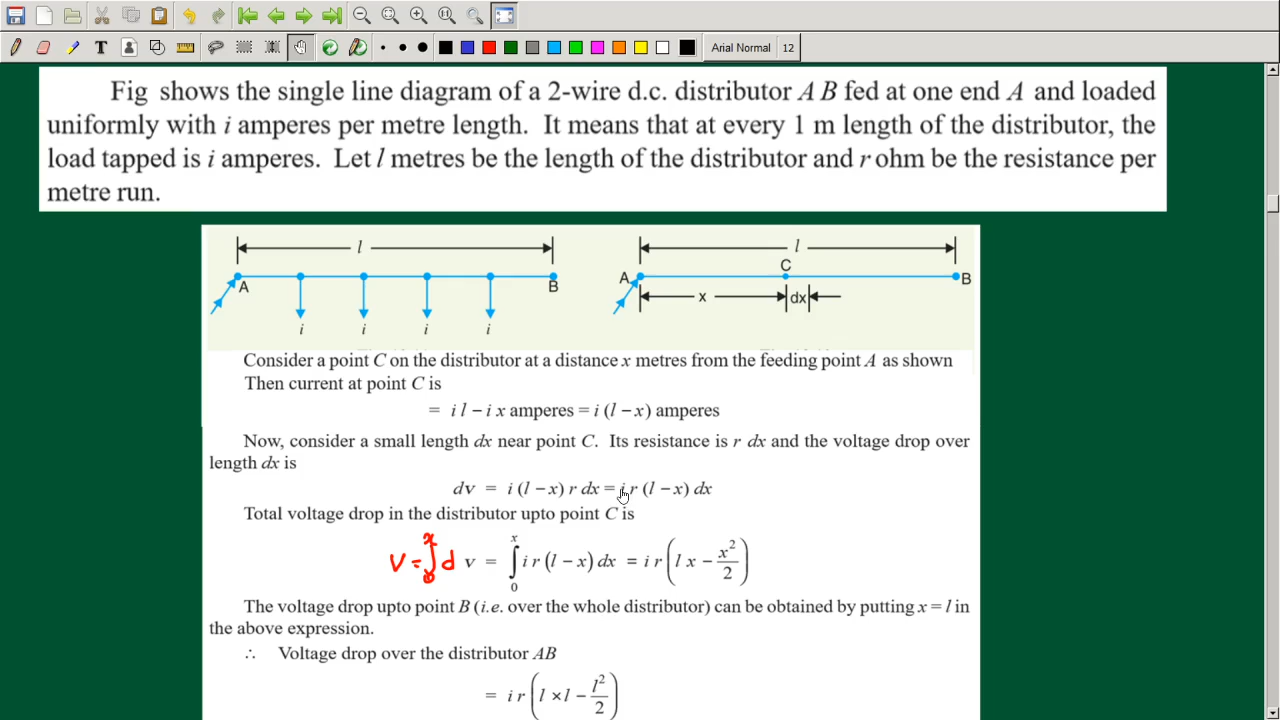 Arial Normal 12
Fig shows the single line diagram of a 2-wire d.c. distributor A B fed at one end A and loaded
uniformly with i amperes per metre length. It means that at every 1 m length of the distributor, the
load tapped is i amperes. Let l metres be the length of the distributor and r ohm be the resistance per
metre run.
l
A B
i i i i
l
C
A B
x dx
Consider a point C on the distributor at a distance x metres from the feeding point A as shown
Then current at point C is
= i l – i x amperes = i (l – x) amperes
Now, consider a small length dx near point C. Its resistance is r dx and the voltage drop over
length dx is
dv = i (l – x) r dx = i r (l – x) dx
Total voltage drop in the distributor upto point C is
V = ∫₀ˣ d v = ∫₀ˣ i r (l – x) dx = i r (l x – x²/2)
The voltage drop upto point B (i.e. over the whole distributor) can be obtained by putting x = l in
the above expression.
∴ Voltage drop over the distributor AB
= i r (l × l – l²/2)